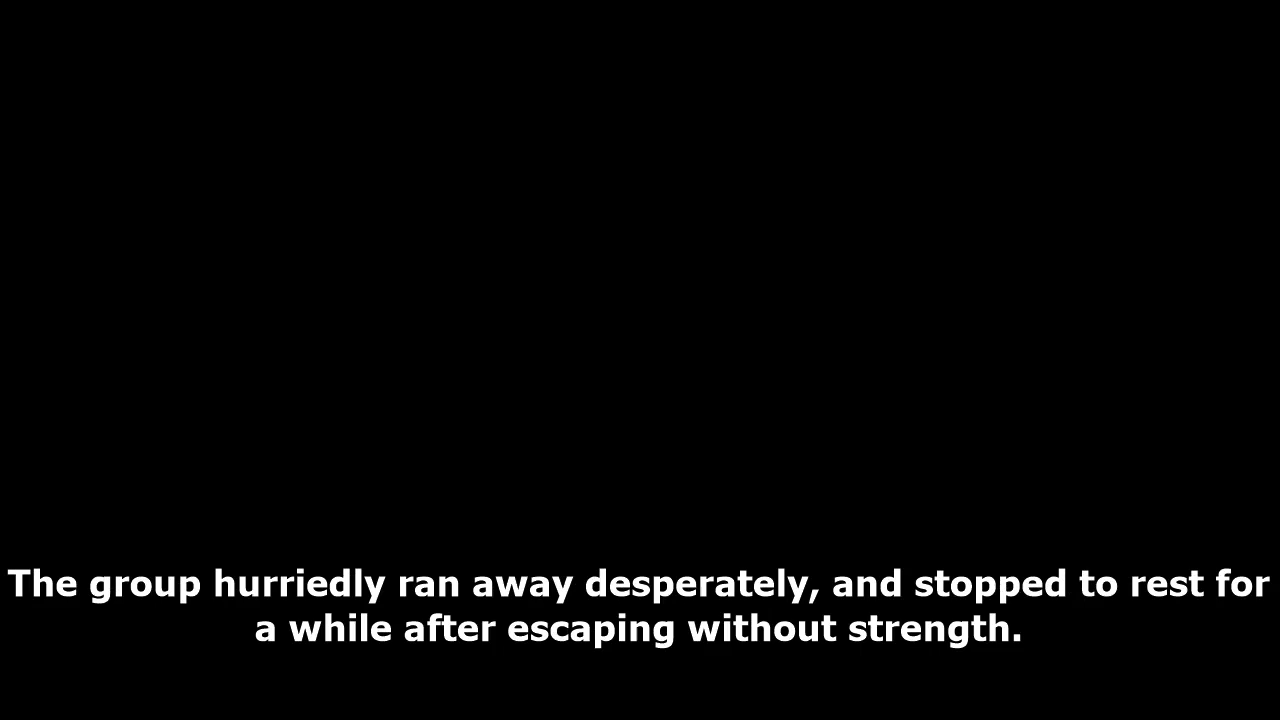 The group hurriedly ran away desperately, and stopped to rest for
a while after escaping without strength.